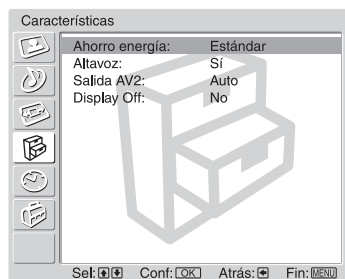 Características
Ahorro energía: Estándar
Altavoz: Sí
Salida AV2: Auto
Display Off: No
Sel: Conf: OK Atrás: Fin: MENU